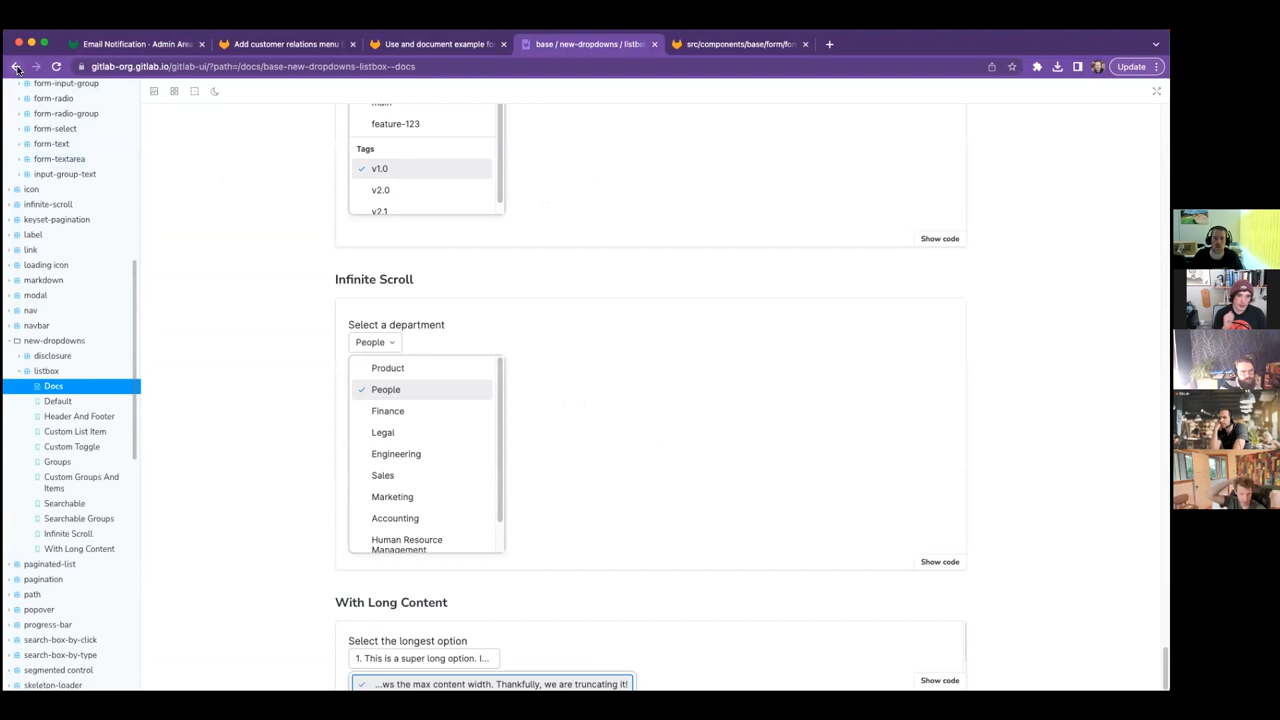 Email Notification - Admin Area
Add customer relations menu
Use and document example for
base / new-dropdowns / listbo
src/components/base/form/for
gitlab-org.gitlab.io/gitlab-ui/?path=/docs/base-new-dropdowns-listbox--docs
Update
form-input-group
form-radio
form-radio-group
form-select
form-text
form-textarea
input-group-text
icon
infinite-scroll
keyset-pagination
label
link
loading icon
markdown
modal
nav
navbar
new-dropdowns
disclosure
listbox
Docs
Default
Header And Footer
Custom List Item
Custom Toggle
Groups
Custom Groups And
Items
Searchable
Searchable Groups
Infinite Scroll
With Long Content
paginated-list
pagination
path
popover
progress-bar
search-box-by-click
search-box-by-type
segmented control
skeleton-loader
main
feature-123
Tags
v1.0
v2.0
v2.1
Show code
Infinite Scroll
Select a department
People
Product
People
Finance
Legal
Engineering
Sales
Marketing
Accounting
Human Resource
Management
Show code
With Long Content
Select the longest option
1. This is a super long option. I...
...ws the max content width. Thankfully, we are truncating it!
Show code